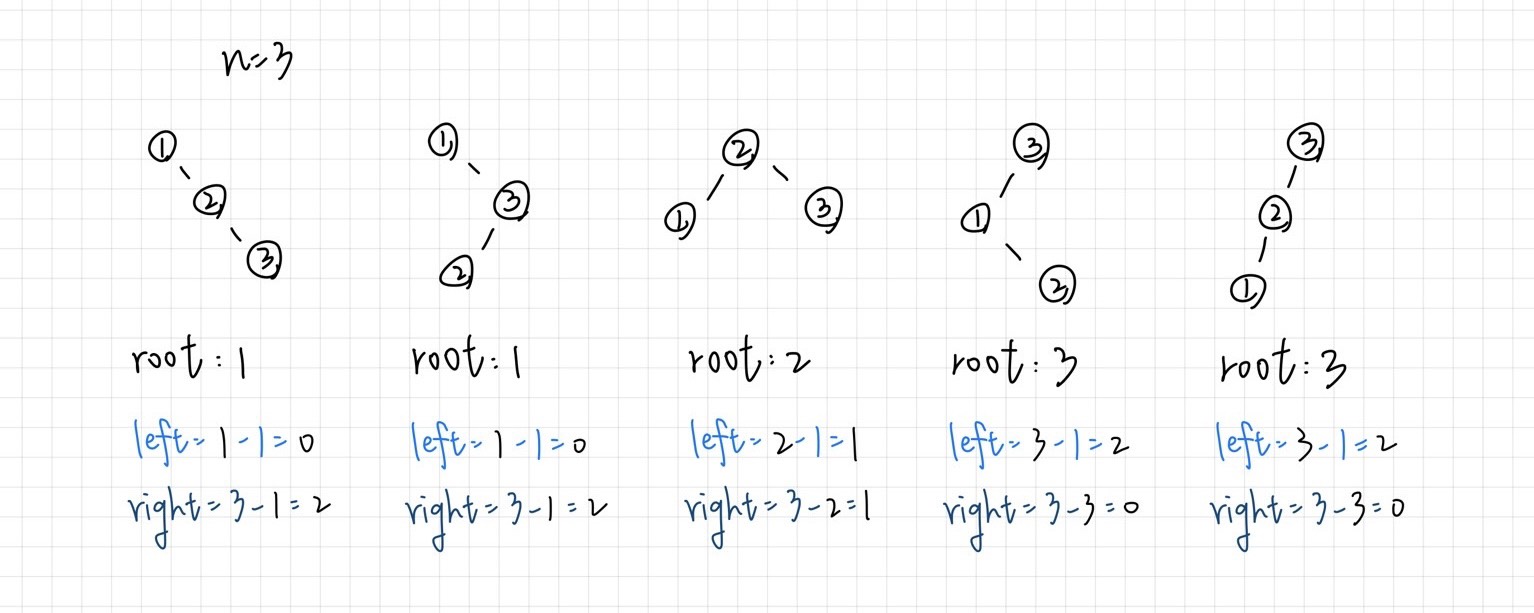 n=3
① ① ② ③ ③
② ③ ① ③ ① ②
③ ② ② ①
root: 1 root: 1 root: 2 root: 3 root: 3
left = 1 - 1 = 0 left = 1 - 1 = 0 left = 2 - 1 = 1 left = 3 - 1 = 2 left = 3 - 1 = 2
right = 3 - 1 = 2 right = 3 - 1 = 2 right = 3 - 2 = 1 right = 3 - 3 = 0 right = 3 - 3 = 0